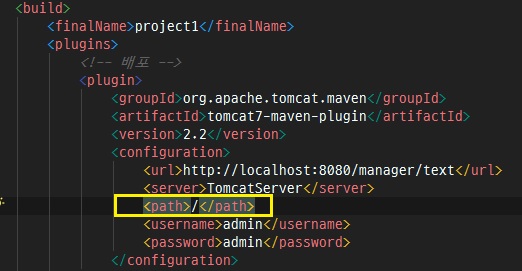 <build>
<finalName>project1</finalName>
<plugins>
<!-- 배포 -->
<plugin>
<groupId>org.apache.tomcat.maven</groupId>
<artifactId>tomcat7-maven-plugin</artifactId>
<version>2.2</version>
<configuration>
<url>http://localhost:8080/manager/text</url>
<server>TomcatServer</server>
<path>/</path>
<username>admin</username>
<password>admin</password>
</configuration>